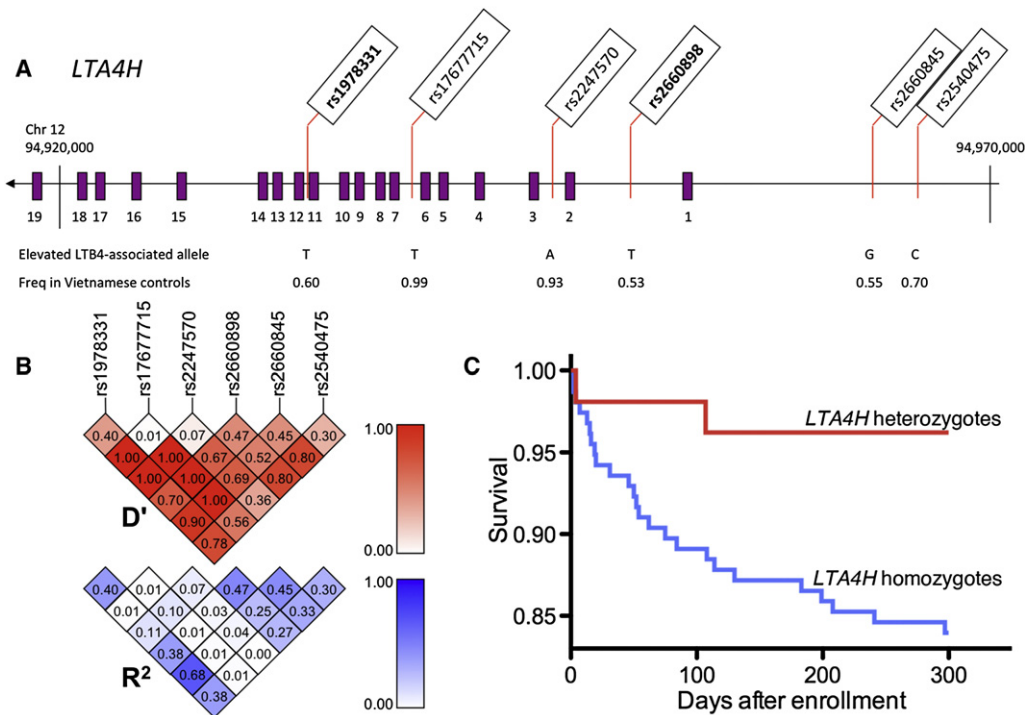 A LTA4H
rs1978331
rs17677715
rs2247570
rs2660898
rs2660845
rs2540475
Chr 12
94,920,000
94,970,000
19 18 17 16 15 14 13 12 11 10 9 8 7 6 5 4 3 2 1
Elevated LTB4-associated allele T T A T G C
Freq in Vietnamese controls 0.60 0.99 0.93 0.53 0.55 0.70
B
rs1978331
rs17677715
rs2247570
rs2660898
rs2660845
rs2540475
0.40 0.01 0.07 0.47 0.45 0.30
1.00 1.00 0.67 0.52 0.80
1.00 1.00 0.69 0.80
0.70 1.00 0.36
0.90 0.56
0.78
D'
1.00
0.00
0.40 0.01 0.07 0.47 0.45 0.30
0.01 0.10 0.03 0.25 0.33
0.11 0.01 0.04 0.27
0.38 0.01 0.00
0.68 0.01
0.38
R2
1.00
0.00
C
1.00
0.95
0.90
0.85
Survival
LTA4H heterozygotes
LTA4H homozygotes
0 100 200 300
Days after enrollment